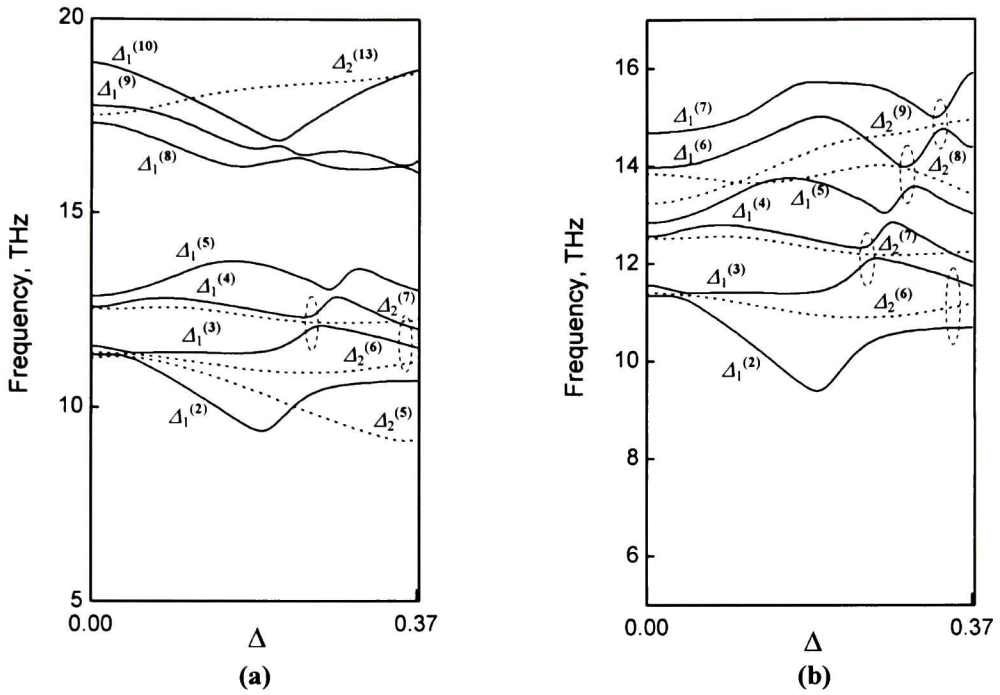 20
15
10
5
Frequency, THz
Δ₁⁽¹⁰⁾
Δ₂⁽¹³⁾
Δ₁⁽⁹⁾
Δ₁⁽⁸⁾
Δ₁⁽⁵⁾
Δ₁⁽⁴⁾
Δ₂⁽⁷⁾
Δ₁⁽³⁾
Δ₂⁽⁶⁾
Δ₁⁽²⁾
Δ₂⁽⁵⁾
0.00
0.37
Δ
(a)
16
14
12
10
8
6
Frequency, THz
Δ₁⁽⁷⁾
Δ₂⁽⁹⁾
Δ₁⁽⁶⁾
Δ₂⁽⁸⁾
Δ₁⁽⁵⁾
Δ₁⁽⁴⁾
Δ₂⁽⁷⁾
Δ₁⁽³⁾
Δ₂⁽⁶⁾
Δ₁⁽²⁾
0.00
0.37
Δ
(b)